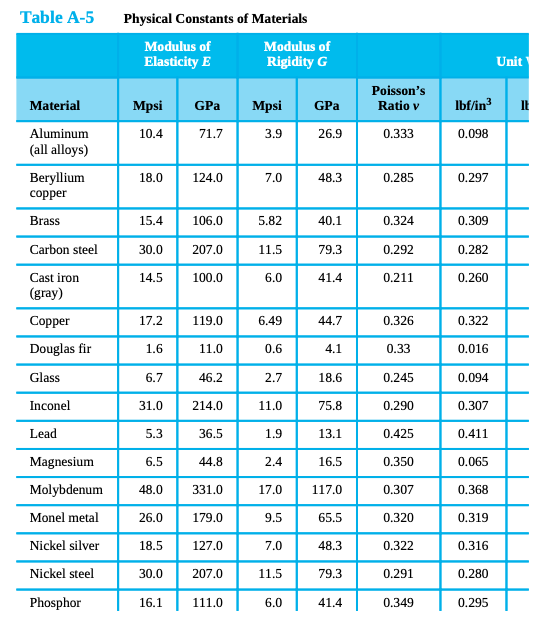 Table A-5 Physical Constants of Materials
Modulus of Modulus of
Elasticity E Rigidity G Unit
Poisson's
Material Mpsi GPa Mpsi GPa Ratio ν lbf/in³
Aluminum 10.4 71.7 3.9 26.9 0.333 0.098
(all alloys)
Beryllium 18.0 124.0 7.0 48.3 0.285 0.297
copper
Brass 15.4 106.0 5.82 40.1 0.324 0.309
Carbon steel 30.0 207.0 11.5 79.3 0.292 0.282
Cast iron 14.5 100.0 6.0 41.4 0.211 0.260
(gray)
Copper 17.2 119.0 6.49 44.7 0.326 0.322
Douglas fir 1.6 11.0 0.6 4.1 0.33 0.016
Glass 6.7 46.2 2.7 18.6 0.245 0.094
Inconel 31.0 214.0 11.0 75.8 0.290 0.307
Lead 5.3 36.5 1.9 13.1 0.425 0.411
Magnesium 6.5 44.8 2.4 16.5 0.350 0.065
Molybdenum 48.0 331.0 17.0 117.0 0.307 0.368
Monel metal 26.0 179.0 9.5 65.5 0.320 0.319
Nickel silver 18.5 127.0 7.0 48.3 0.322 0.316
Nickel steel 30.0 207.0 11.5 79.3 0.291 0.280
Phosphor 16.1 111.0 6.0 41.4 0.349 0.295